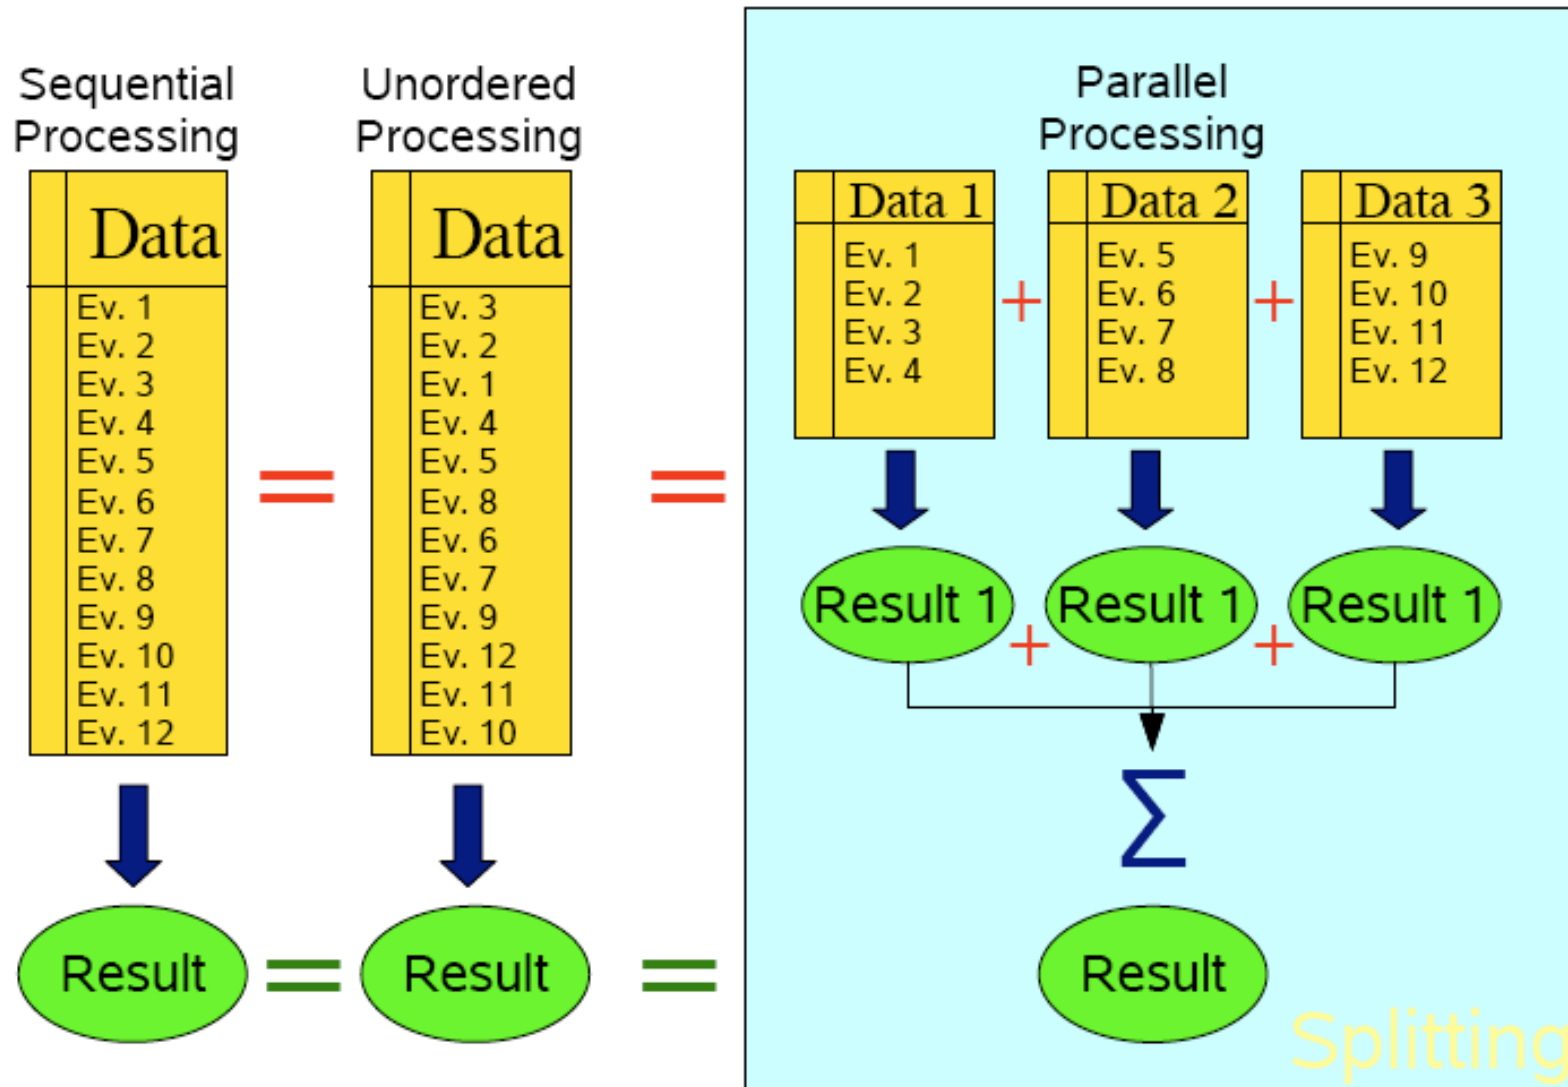 Sequential
Processing
Data
Ev. 1
Ev. 2
Ev. 3
Ev. 4
Ev. 5
Ev. 6
Ev. 7
Ev. 8
Ev. 9
Ev. 10
Ev. 11
Ev. 12
Result
=
=
Unordered
Processing
Data
Ev. 3
Ev. 2
Ev. 1
Ev. 4
Ev. 5
Ev. 8
Ev. 6
Ev. 7
Ev. 9
Ev. 12
Ev. 11
Ev. 10
Result
=
=
Parallel
Processing
Data 1
Ev. 1
Ev. 2
Ev. 3
Ev. 4
+
Data 2
Ev. 5
Ev. 6
Ev. 7
Ev. 8
+
Data 3
Ev. 9
Ev. 10
Ev. 11
Ev. 12
Result 1 + Result 1 + Result 1
Σ
Result
Splitting